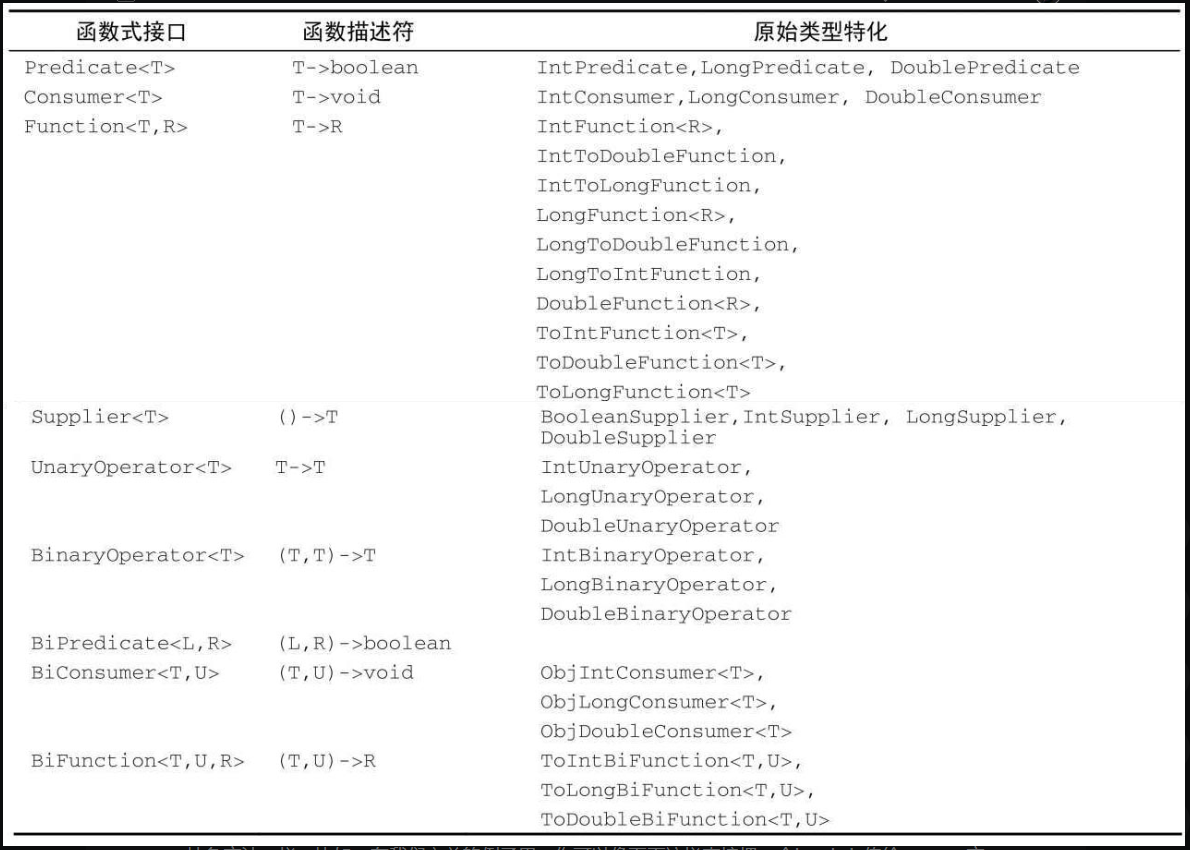 函数式接口 函数描述符 原始类型特化
Predicate<T> T->boolean IntPredicate,LongPredicate, DoublePredicate
Consumer<T> T->void IntConsumer,LongConsumer, DoubleConsumer
Function<T,R> T->R IntFunction<R>,
IntToDoubleFunction,
IntToLongFunction,
LongFunction<R>,
LongToDoubleFunction,
LongToIntFunction,
DoubleFunction<R>,
ToIntFunction<T>,
ToDoubleFunction<T>,
ToLongFunction<T>
Supplier<T> ()->T BooleanSupplier,IntSupplier, LongSupplier,
DoubleSupplier
UnaryOperator<T> T->T IntUnaryOperator,
LongUnaryOperator,
DoubleUnaryOperator
BinaryOperator<T> (T,T)->T IntBinaryOperator,
LongBinaryOperator,
DoubleBinaryOperator
BiPredicate<L,R> (L,R)->boolean
BiConsumer<T,U> (T,U)->void ObjIntConsumer<T>,
ObjLongConsumer<T>,
ObjDoubleConsumer<T>
BiFunction<T,U,R> (T,U)->R ToIntBiFunction<T,U>,
ToLongBiFunction<T,U>,
ToDoubleBiFunction<T,U>